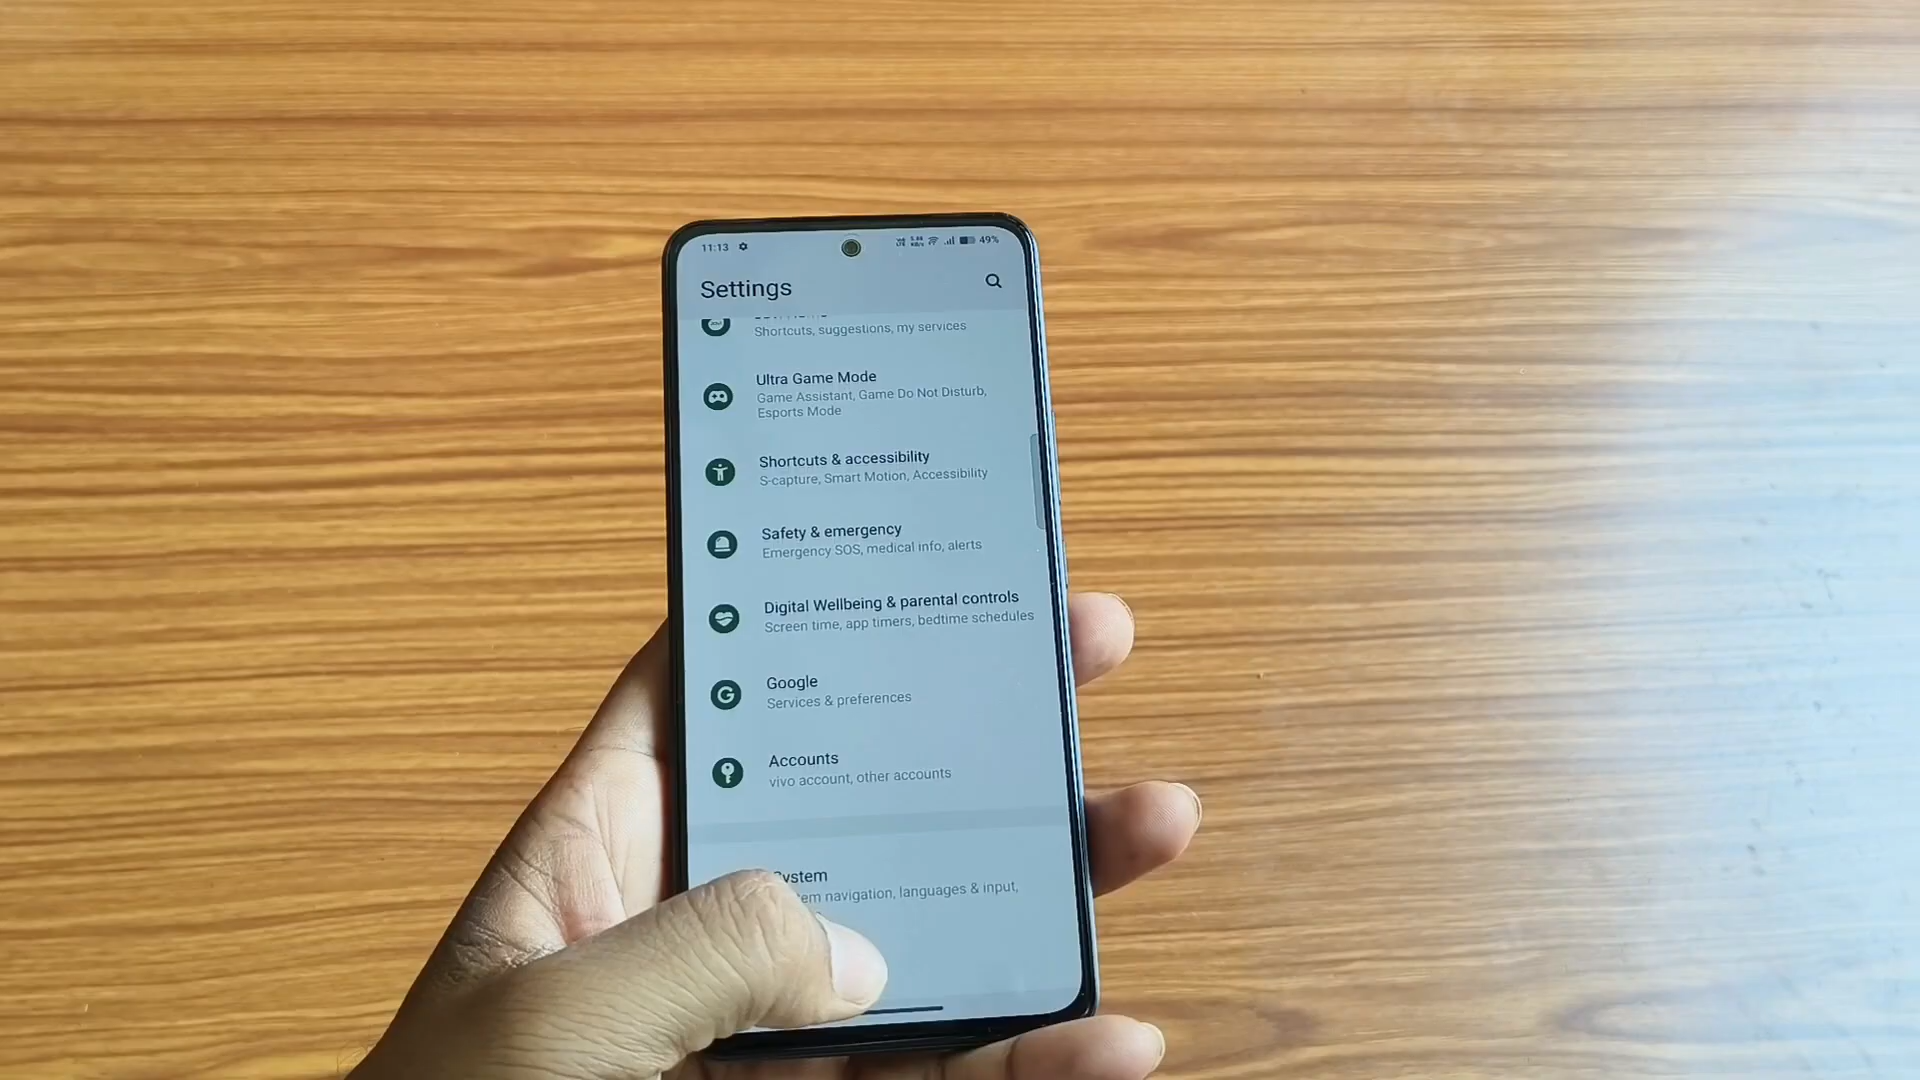 11:13 49%
Settings
Shortcuts, suggestions, my services
Ultra Game Mode
Game Assistant, Game Do Not Disturb,
Esports Mode
Shortcuts & accessibility
S-capture, Smart Motion, Accessibility
Safety & emergency
Emergency SOS, medical info, alerts
Digital Wellbeing & parental controls
Screen time, app timers, bedtime schedules
Google
Services & preferences
Accounts
vivo account, other accounts
System
navigation, languages & input,